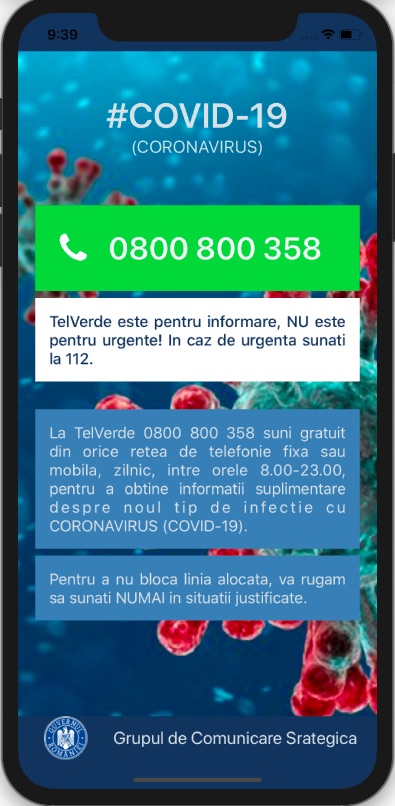 9:39
#COVID-19
(CORONAVIRUS)
0800 800 358
TelVerde este pentru informare, NU este
pentru urgente! In caz de urgenta sunati
la 112.
La TelVerde 0800 800 358 suni gratuit
din orice retea de telefonie fixa sau
mobila, zilnic, intre orele 8.00-23.00,
pentru a obtine informatii suplimentare
despre noul tip de infectie cu
CORONAVIRUS (COVID-19).
Pentru a nu bloca linia alocata, va rugam
sa sunati NUMAI in situatii justificate.
GUVERNUL
ROMÂNIEI
Grupul de Comunicare Srategica